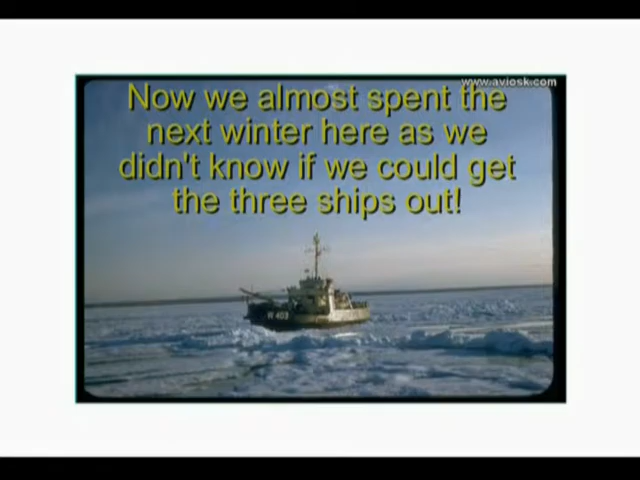 www.aviosk.com
Now we almost spent the
next winter here as we
didn't know if we could get
the three ships out!
W 403